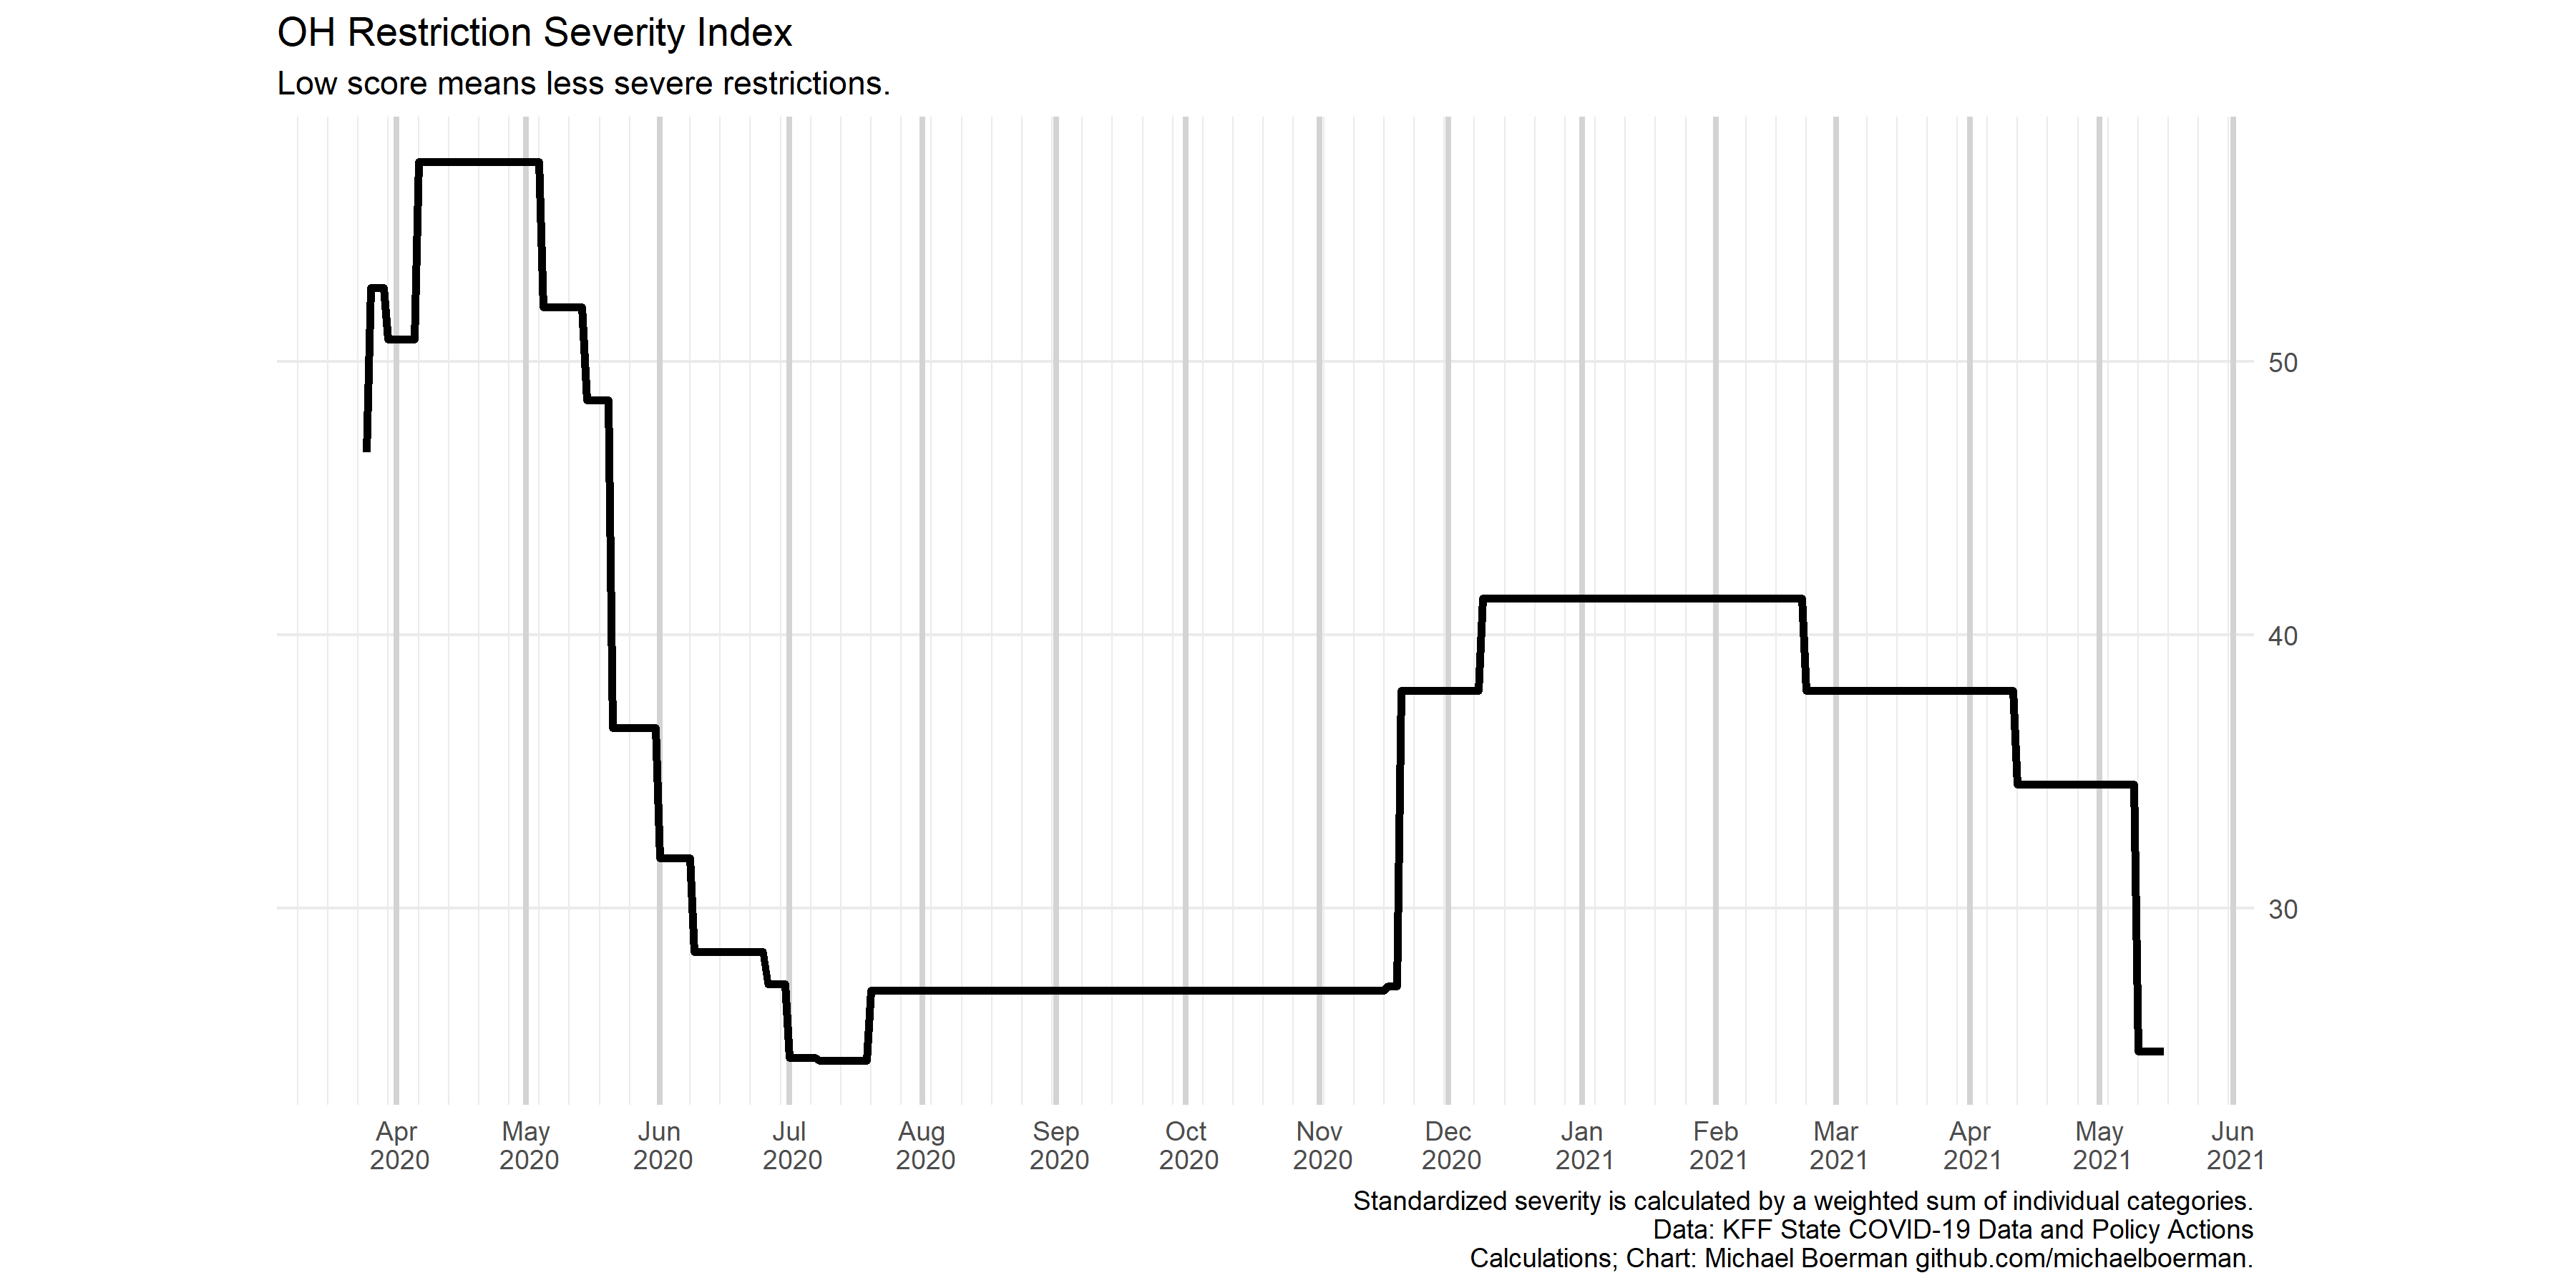 OH Restriction Severity Index
Low score means less severe restrictions.
50
40
30
Apr May Jun Jul Aug Sep Oct Nov Dec Jan Feb Mar Apr May Jun
2020 2020 2020 2020 2020 2020 2020 2020 2020 2021 2021 2021 2021 2021 2021
Standardized severity is calculated by a weighted sum of individual categories.
Data: KFF State COVID-19 Data and Policy Actions
Calculations; Chart: Michael Boerman github.com/michaelboerman.